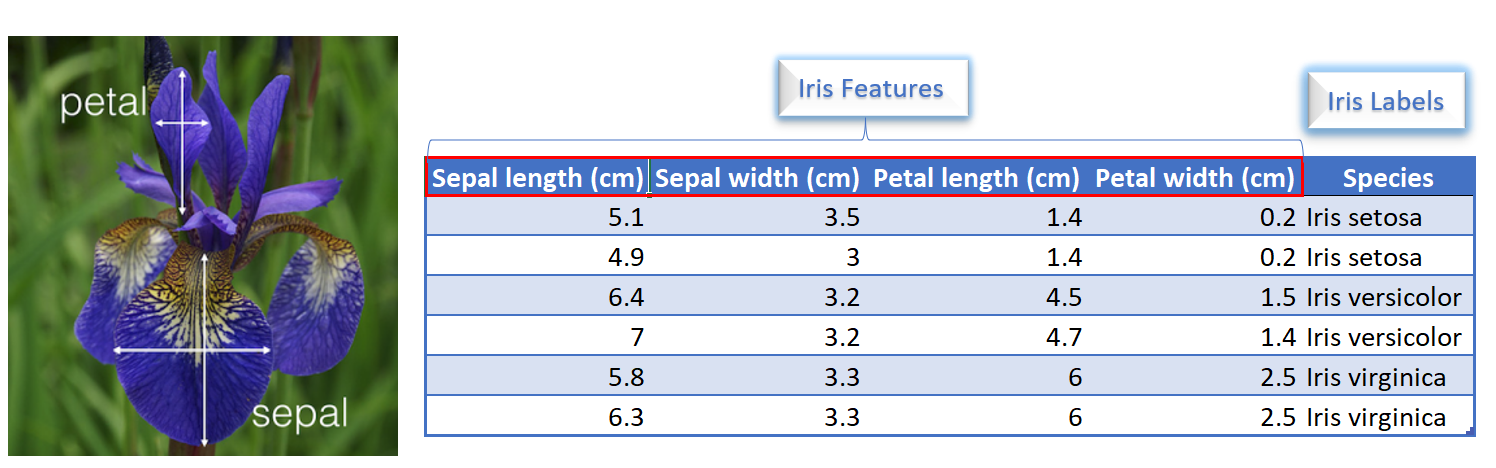 petal
sepal
Iris Features
Iris Labels
Sepal length (cm) Sepal width (cm) Petal length (cm) Petal width (cm) Species
5.1 3.5 1.4 0.2 Iris setosa
4.9 3 1.4 0.2 Iris setosa
6.4 3.2 4.5 1.5 Iris versicolor
7 3.2 4.7 1.4 Iris versicolor
5.8 3.3 6 2.5 Iris virginica
6.3 3.3 6 2.5 Iris virginica